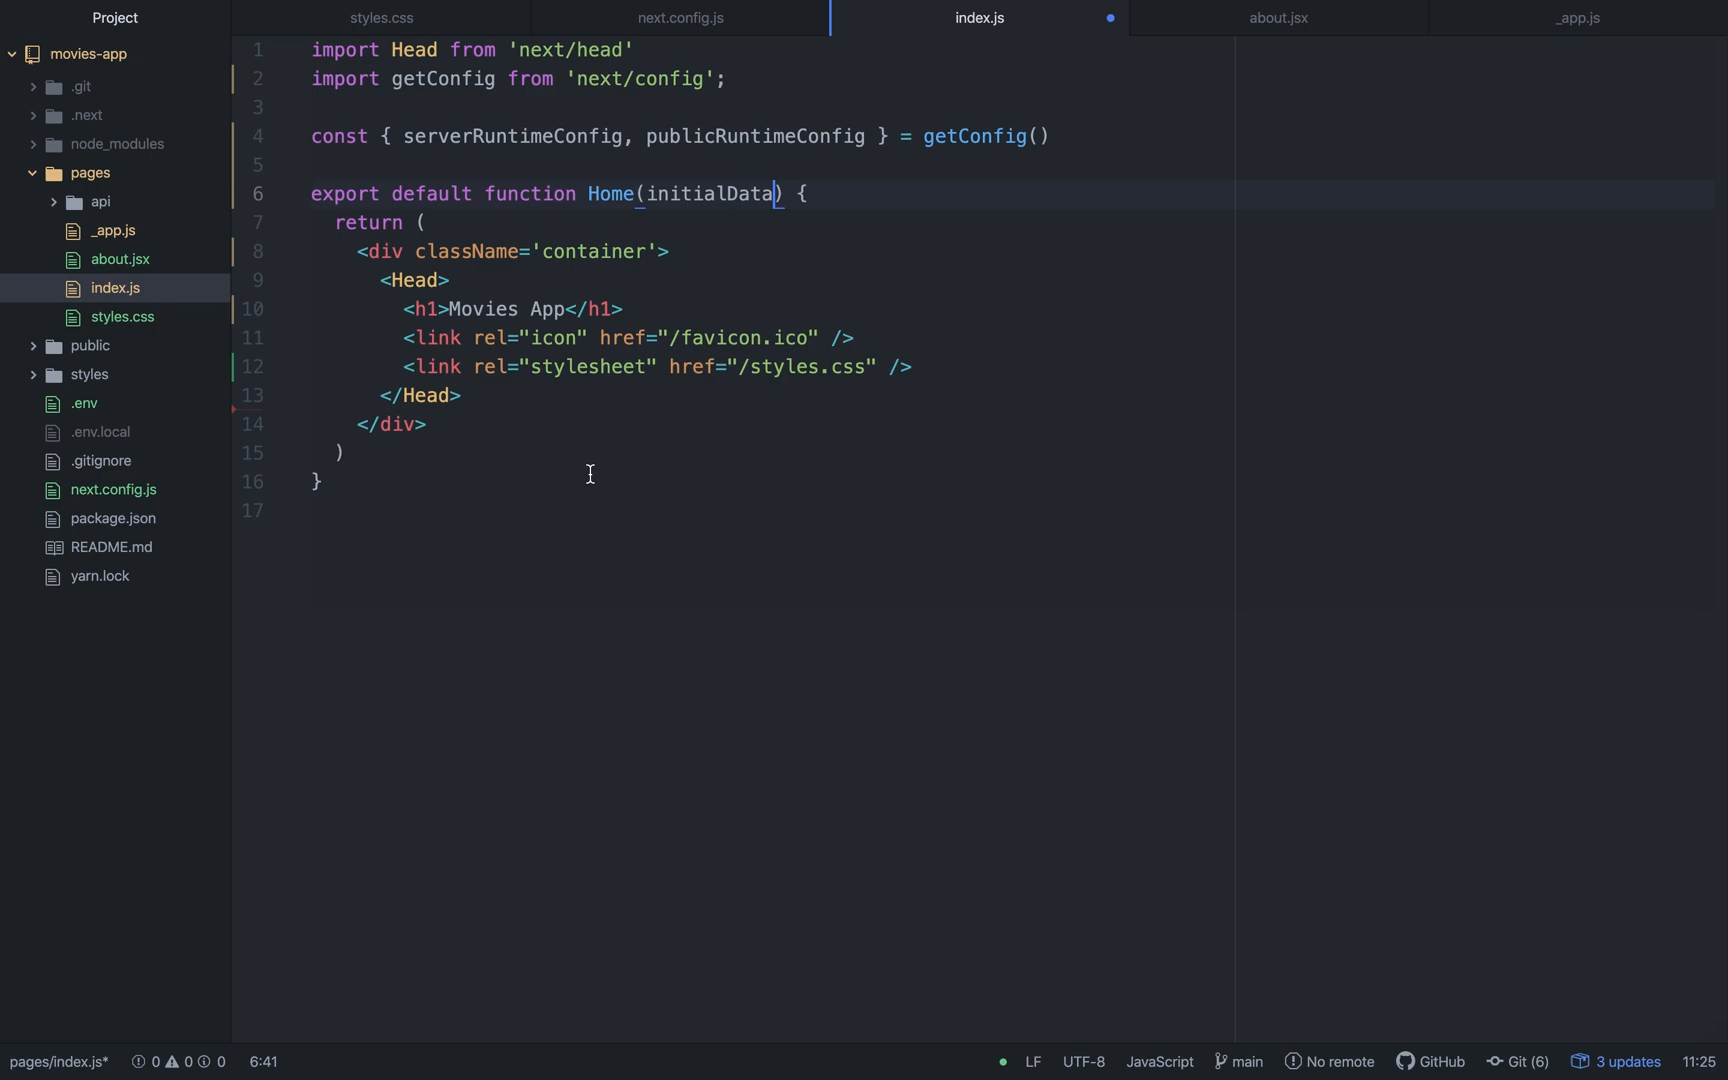 Project
styles.css
next.config.js
index.js
about.jsx
_app.js
movies-app
.git
.next
node_modules
pages
api
_app.js
about.jsx
index.js
styles.css
public
styles
.env
.env.local
.gitignore
next.config.js
package.json
README.md
yarn.lock
1 import Head from 'next/head'
2 import getConfig from 'next/config';
3
4 const { serverRuntimeConfig, publicRuntimeConfig } = getConfig()
5
6 export default function Home(initialData) {
7 return (
8 <div className='container'>
9 <Head>
10 <h1>Movies App</h1>
11 <link rel="icon" href="/favicon.ico" />
12 <link rel="stylesheet" href="/styles.css" />
13 </Head>
14 </div>
15 )
16 }
17
pages/index.js* 0 0 0 6:41 LF UTF-8 JavaScript main No remote GitHub Git (6) 3 updates 11:25